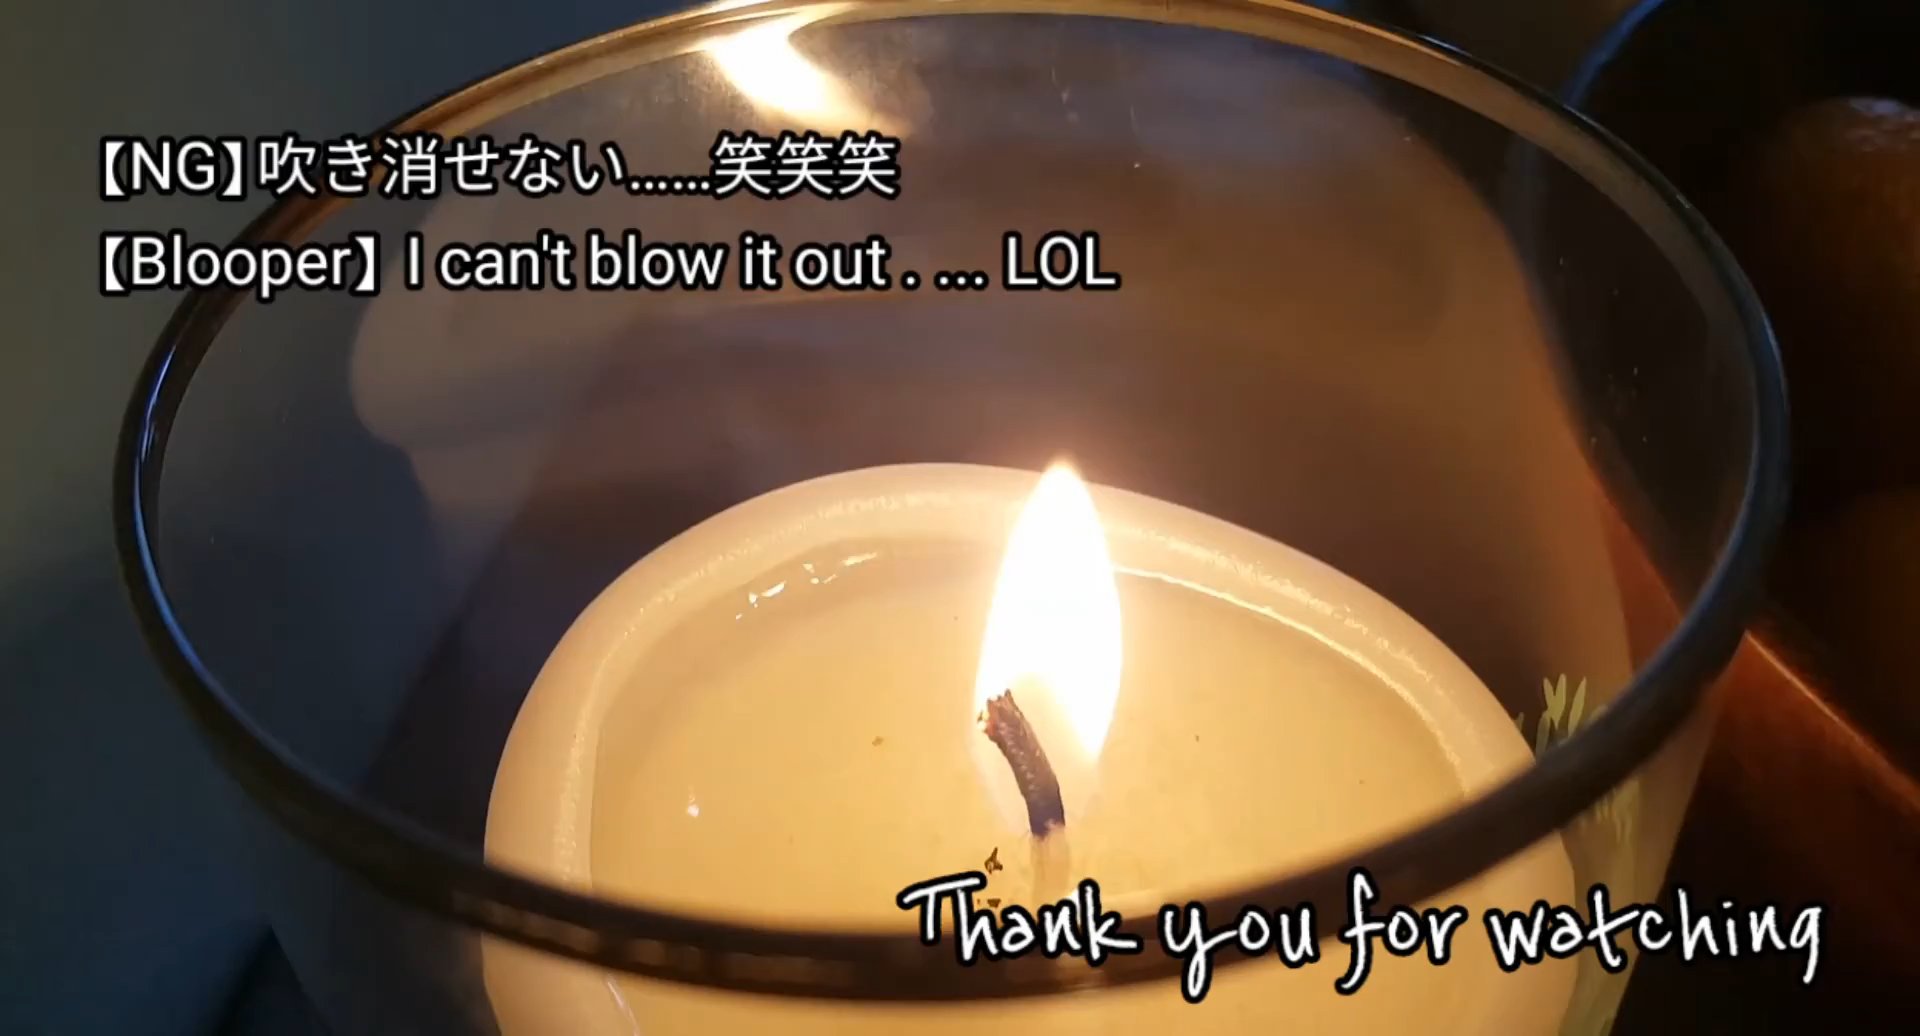 【NG】吹き消せない……笑笑笑
【Blooper】 I can't blow it out . ... LOL
Thank you for watching